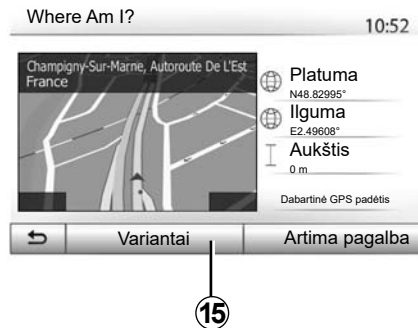 Where Am I?
10:52
Champigny-Sur-Marne, Autoroute De L'Est
France
Platuma
N48.82995°
Ilguma
E2.49608°
Aukštis
0 m
Dabartinė GPS padėtis
Variantai
Artima pagalba
15